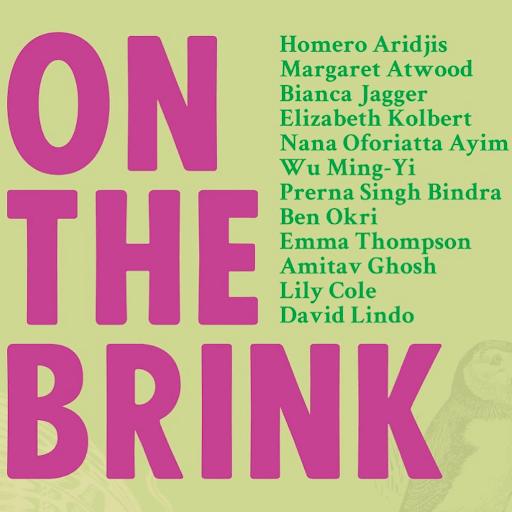 ON
THE
BRINK
Homero Aridjis
Margaret Atwood
Bianca Jagger
Elizabeth Kolbert
Nana Oforiatta Ayim
Wu Ming-Yi
Prerna Singh Bindra
Ben Okri
Emma Thompson
Amitav Ghosh
Lily Cole
David Lindo